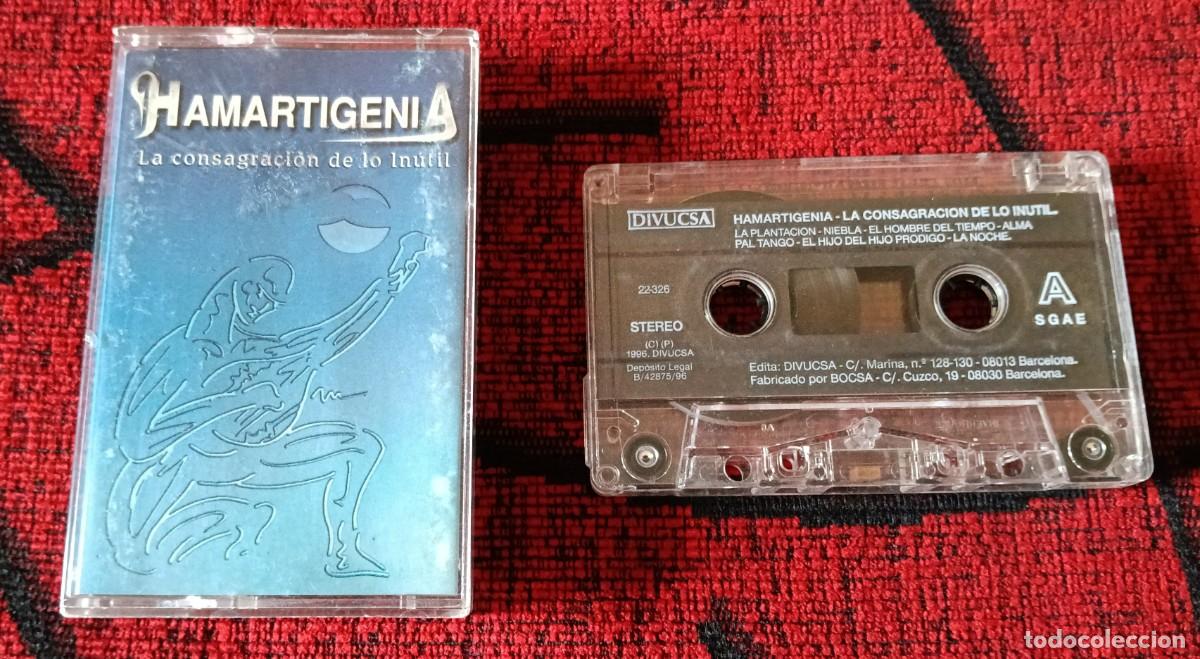 HAMARTIGENIA
La consagración de lo Inútil
DIVUCSA
HAMARTIGENIA - LA CONSAGRACION DE LO INUTIL.
LA PLANTACION - NIEBLA - EL HOMBRE DEL TIEMPO - ALMA
PAL TANGO - EL HIJO DEL HIJO PRODIGO - LA NOCHE.
22-326
A
SGAE
STEREO
(C) (P)
1996. DIVUCSA
Depósito Legal
B/42875/96
Edita: DIVUCSA - C/. Marina, n.º 128-130 - 08013 Barcelona.
Fabricado por BOCSA - C/. Cuzco, 19 - 08030 Barcelona.
todocoleccion